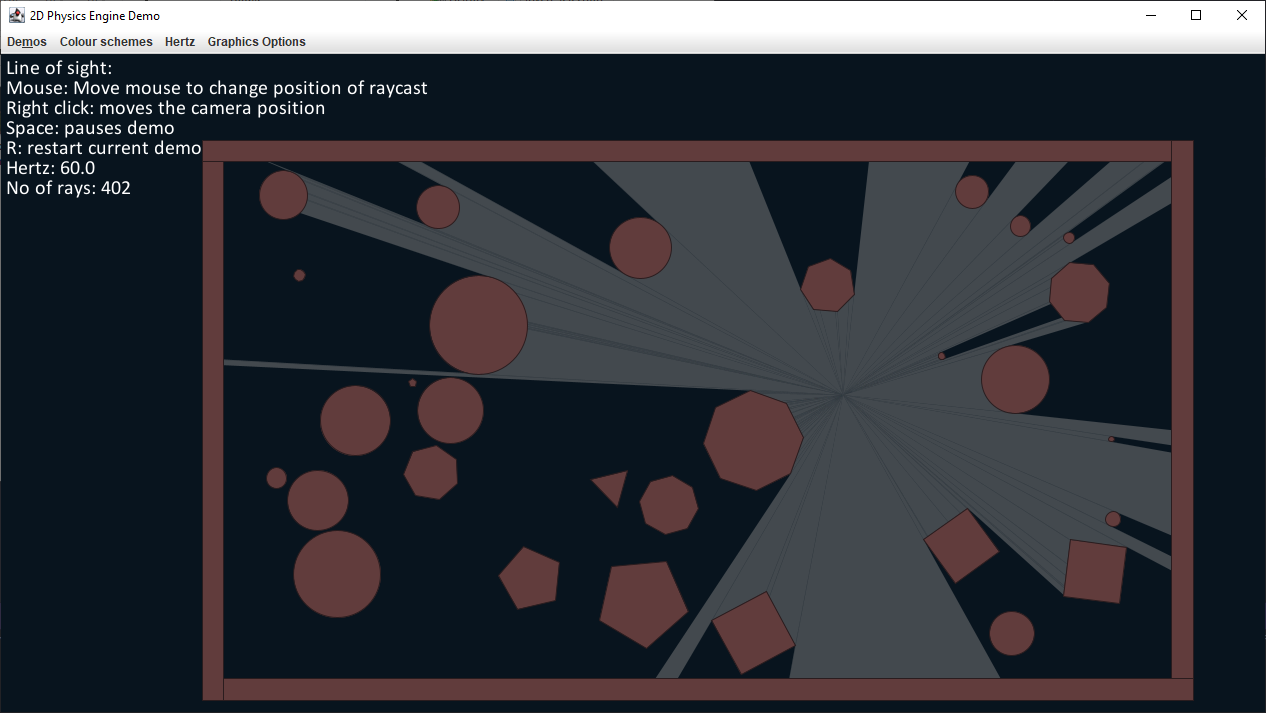 2D Physics Engine Demo
Demos Colour schemes Hertz Graphics Options
Line of sight:
Mouse: Move mouse to change position of raycast
Right click: moves the camera position
Space: pauses demo
R: restart current demo
Hertz: 60.0
No of rays: 402